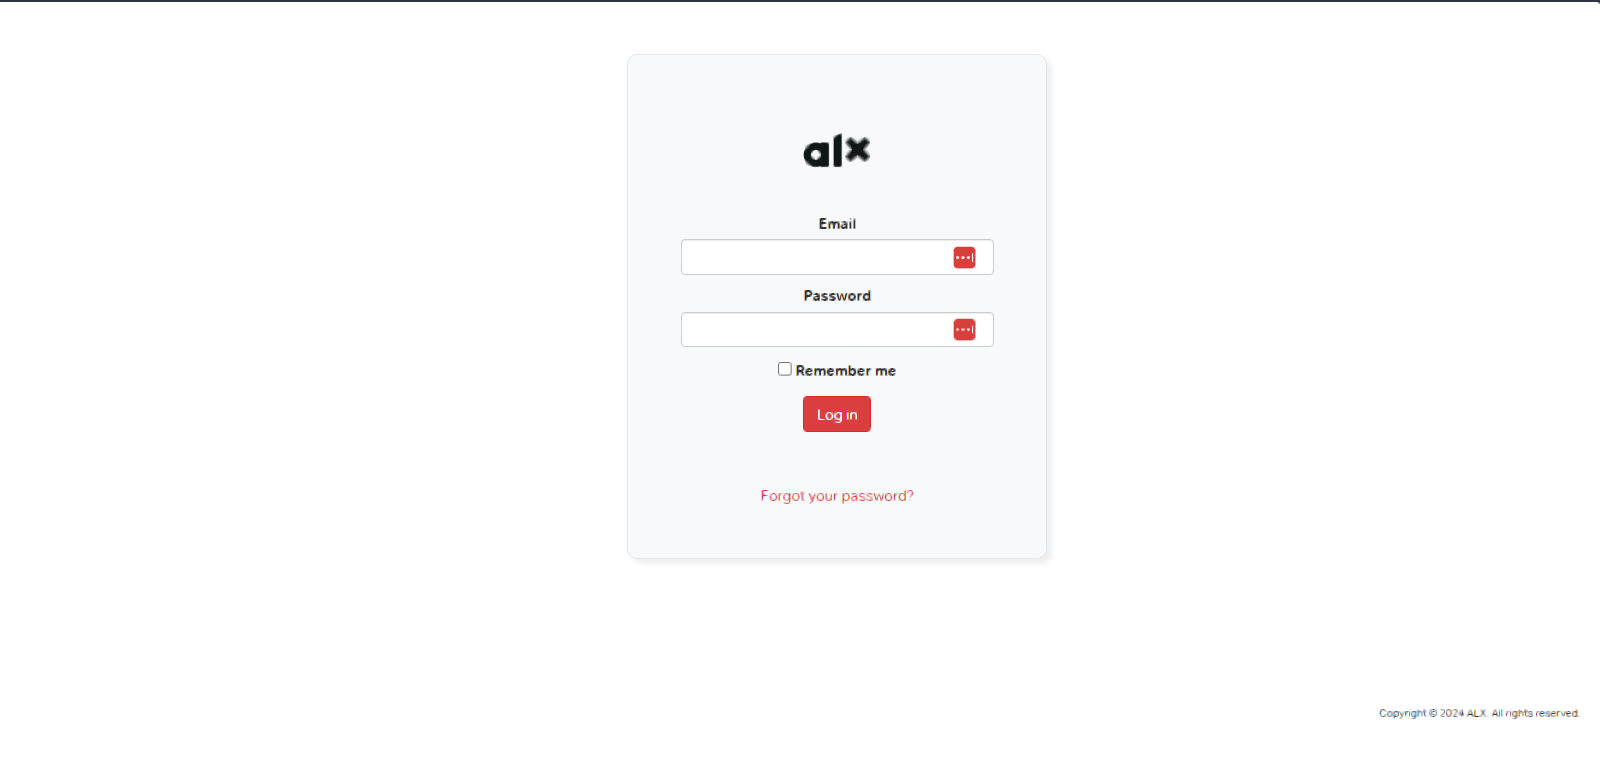 alx
Email
Password
Remember me
Log in
Forgot your password?
Copyright © 2024 ALX. All rights reserved.